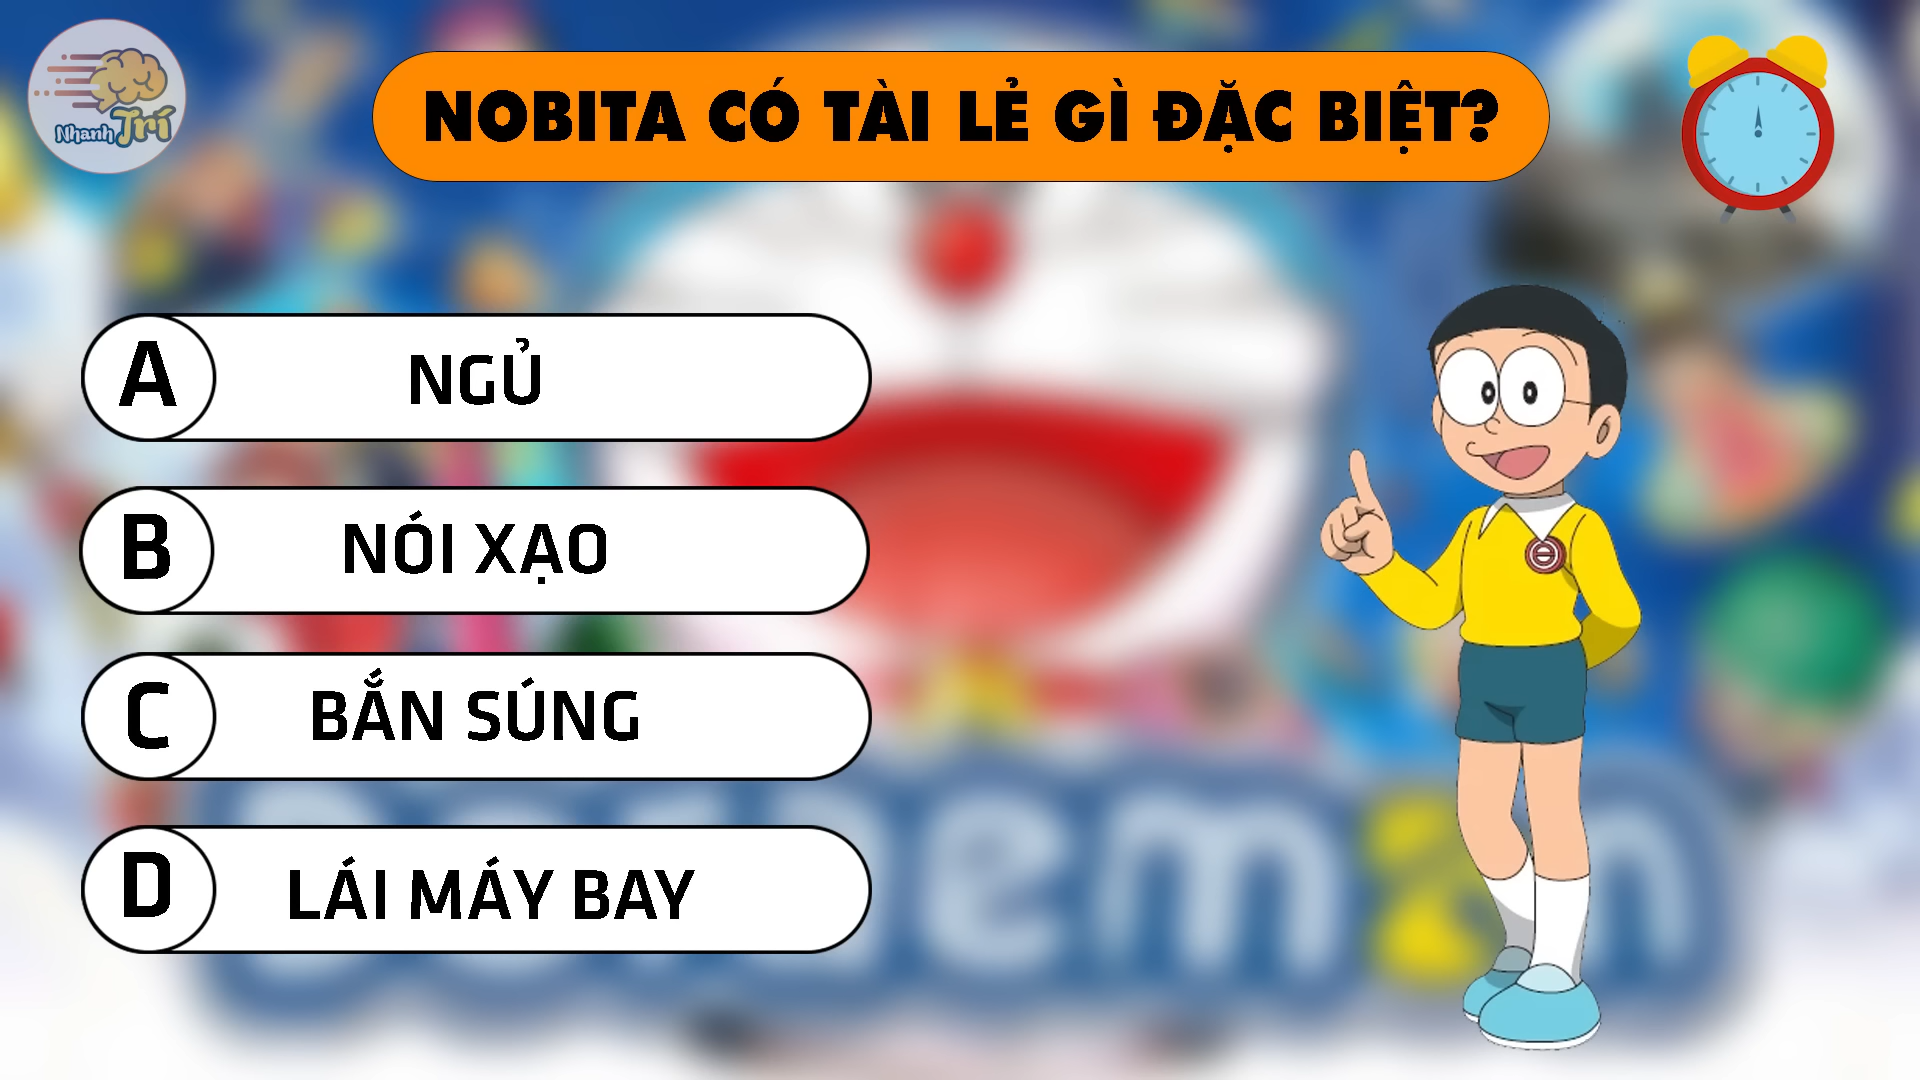 Nhanh Trí
NOBITA CÓ TÀI LẺ GÌ ĐẶC BIỆT?
A NGỦ
B NÓI XẠO
C BẮN SÚNG
D LÁI MÁY BAY